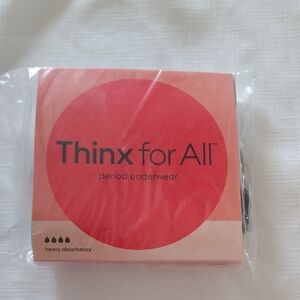 Thinx for All™
period underwear
heavy absorbency